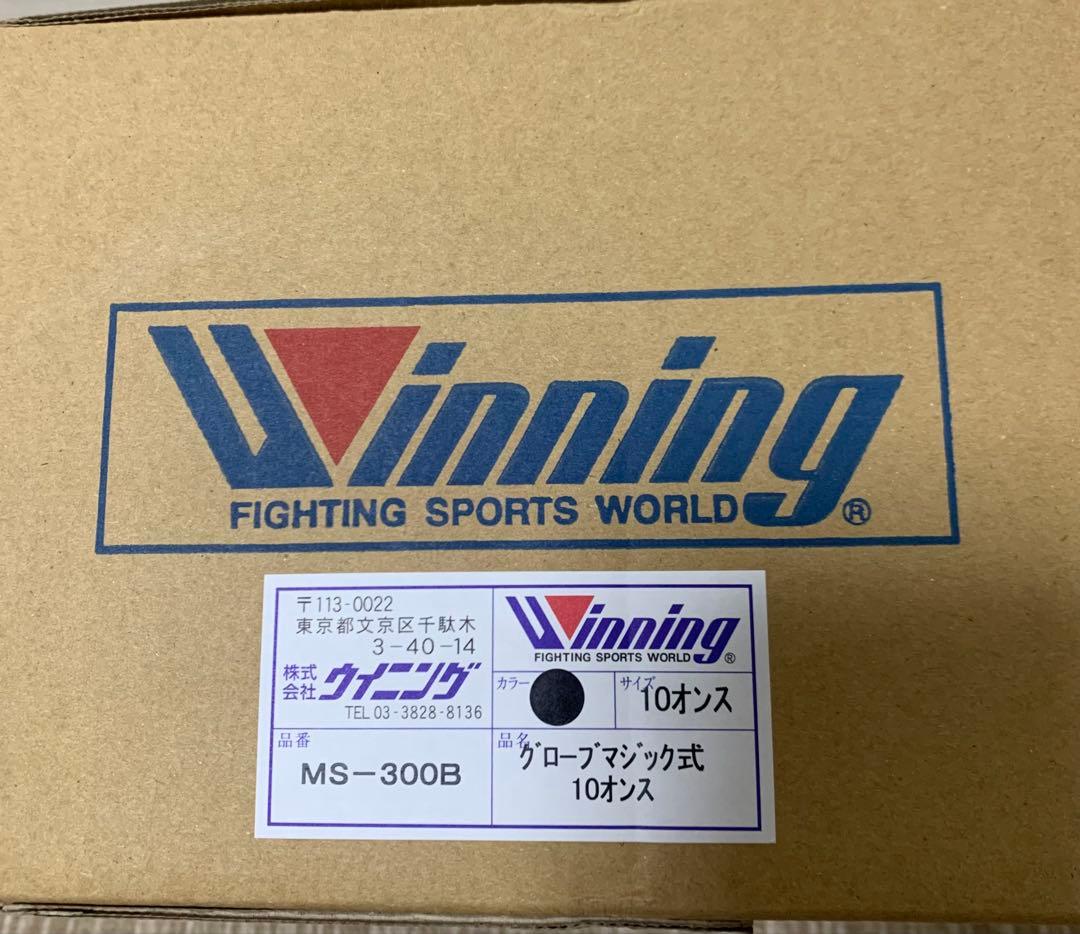 Winning
FIGHTING SPORTS WORLD ®
〒113-0022
東京都文京区千駄木
3-40-14
株式会社 ウイニング
TEL 03-3828-8136
Winning
FIGHTING SPORTS WORLD ®
カラー
サイズ
10オンス
品番
MS-300B
品名
グローブマジック式
10オンス